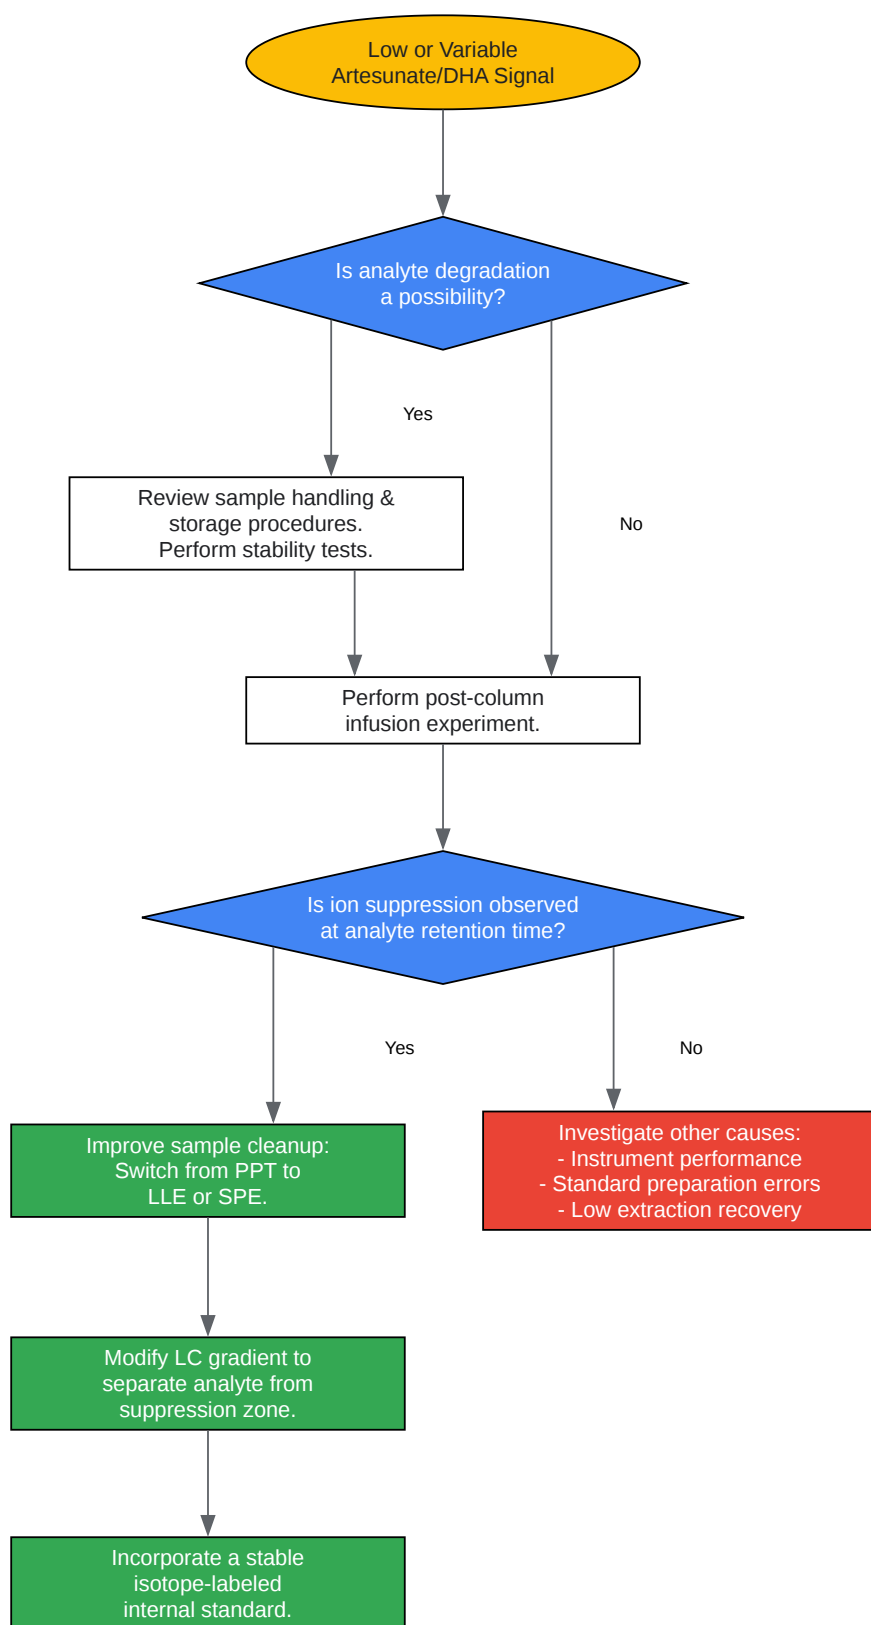 Low or Variable
Artesunate/DHA Signal
Is analyte degradation
a possibility?
Yes
Review sample handling &
storage procedures.
Perform stability tests.
No
Perform post-column
infusion experiment.
Is ion suppression observed
at analyte retention time?
Yes
No
Improve sample cleanup:
Switch from PPT to
LLE or SPE.
Investigate other causes:
- Instrument performance
- Standard preparation errors
- Low extraction recovery
Modify LC gradient to
separate analyte from
suppression zone.
Incorporate a stable
isotope-labeled
internal standard.